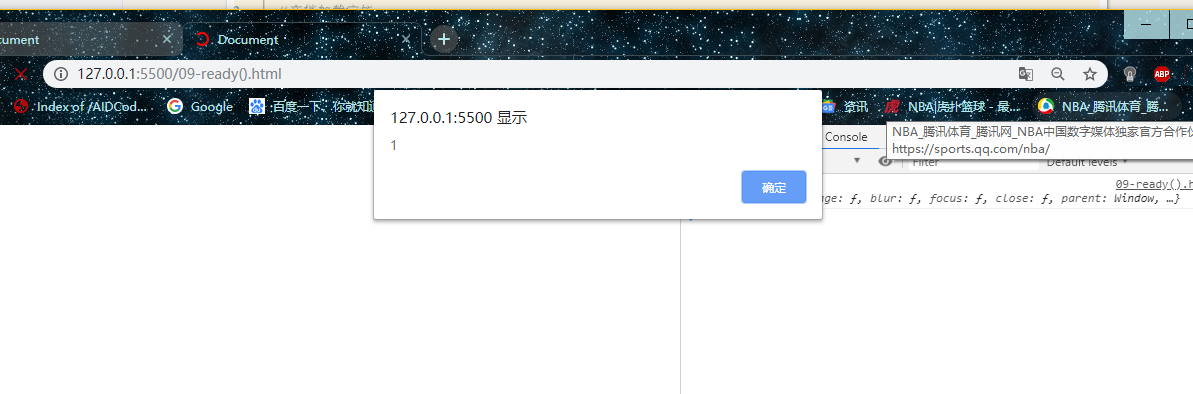 ocument
Document
127.0.0.1:5500/09-ready().html
ABP
Index of /AIDCod...
Google
百度一下，你就知道
资讯
NBA|虎扑篮球 - 最...
NBA_腾讯体育_腾...
127.0.0.1:5500 显示
1
确定
Console
NBA_腾讯体育_腾讯网_NBA中国数字媒体独家官方合作伙
https://sports.qq.com/nba/
Filter
Default levels
09-ready().h
age: ƒ, blur: ƒ, focus: ƒ, close: ƒ, parent: Window, …}